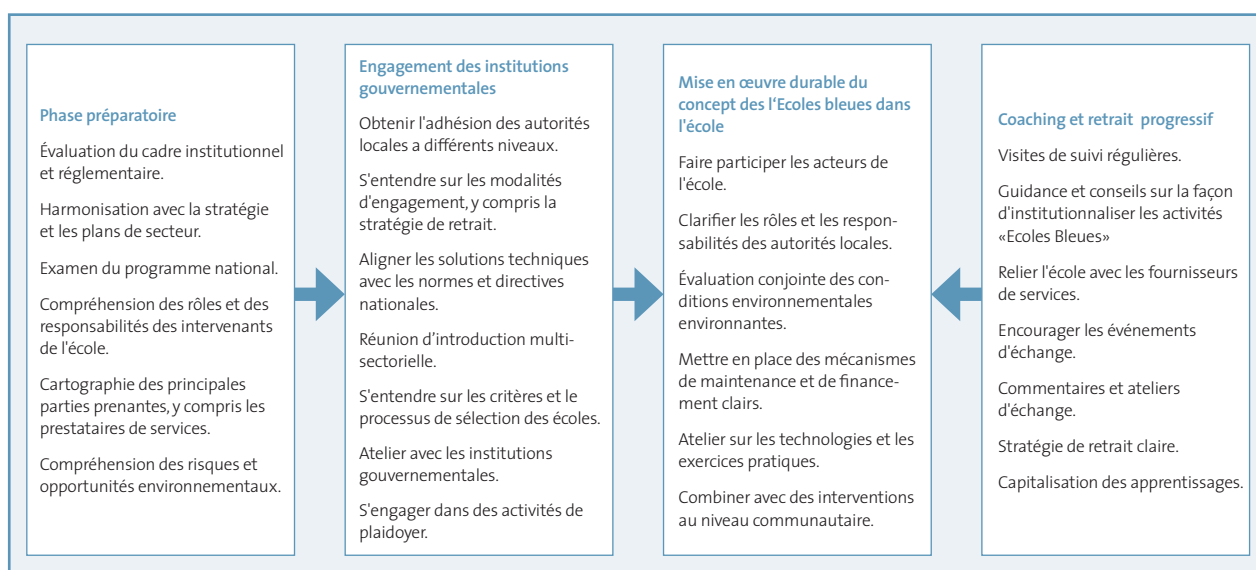 Phase préparatoire
Évaluation du cadre institutionnel
et réglementaire.
Harmonisation avec la stratégie
et les plans de secteur.
Examen du programme national.
Compréhension des rôles et des
responsabilités des intervenants
de l'école.
Cartographie des principales
parties prenantes, y compris les
prestataires de services.
Compréhension des risques et
opportunités environnementaux.
Engagement des institutions
gouvernementales
Obtenir l'adhésion des autorités
locales a différents niveaux.
S'entendre sur les modalités
d'engagement, y compris la
stratégie de retrait.
Aligner les solutions techniques
avec les normes et directives
nationales.
Réunion d’introduction multi-
sectorielle.
S'entendre sur les critères et le
processus de sélection des écoles.
Atelier avec les institutions
gouvernementales.
S'engager dans des activités de
plaidoyer.
Mise en œuvre durable du
concept des l‘Ecoles bleues dans
l'école
Faire participer les acteurs de
l'école.
Clarifier les rôles et les respon-
sabilités des autorités locales.
Évaluation conjointe des con-
ditions environnementales
environnantes.
Mettre en place des mécanismes
de maintenance et de finance-
ment clairs.
Atelier sur les technologies et les
exercices pratiques.
Combiner avec des interventions
au niveau communautaire.
Coaching et retrait progressif
Visites de suivi régulières.
Guidance et conseils sur la façon
d'institutionnaliser les activités
«Ecoles Bleues»
Relier l'école avec les fournisseurs
de services.
Encourager les événements
d'échange.
Commentaires et ateliers
d'échange.
Stratégie de retrait claire.
Capitalisation des apprentissages.